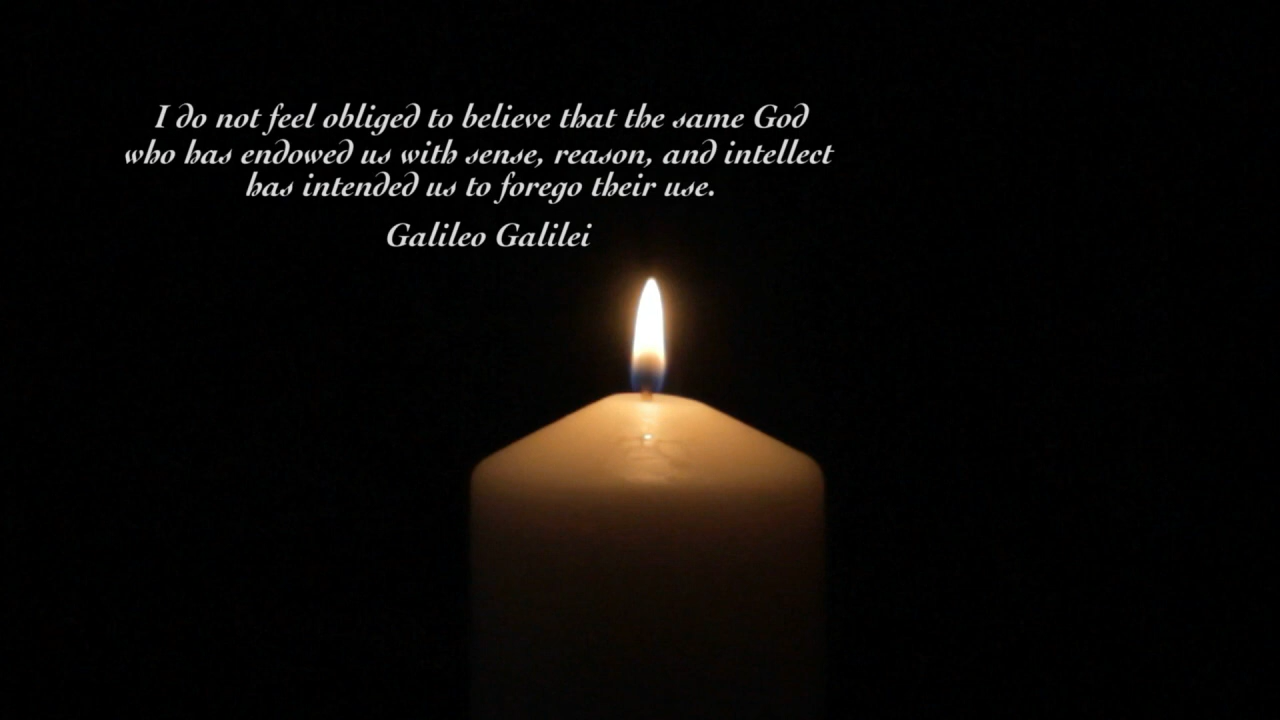 I do not feel obliged to believe that the same God
who has endowed us with sense, reason, and intellect
has intended us to forego their use.
Galileo Galilei